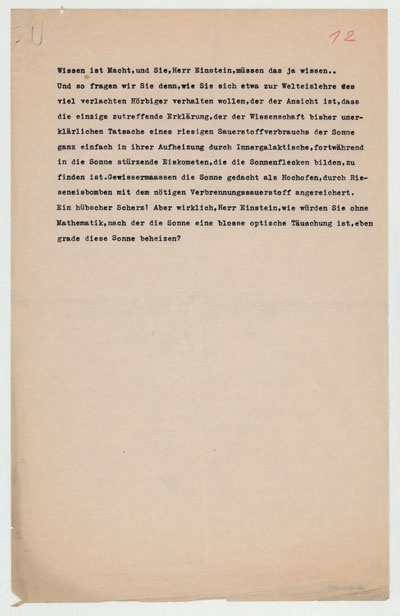 12
Wissen ist Macht,und Sie,Herr Einstein,müssen das ja wissen..
Und so fragen wir Sie denn,wie Sie sich etwa zur Welteislehre des
viel verlachten Hörbiger verhalten wollen,der der Ansicht ist,dass
die einzige zutreffende Erklärung,der der Wissenschaft bisher uner-
klärlichen Tatsache eines riesigen Sauerstoffverbrauchs der Sonne
ganz einfach in ihrer Aufheizung durch Innergalaktische,fortwährend
in die Sonne stürzende Eiskometen,die die Sonnenflecken bilden,zu
finden ist.Gewissermaassen die Sonne gedacht als Hochofen,durch Rie-
seneisbomben mit dem nötigen Verbrennungssauerstoff angereichert.
Ein hübscher Scherz! Aber wirklich,Herr Einstein,wie würden Sie ohne
Mathematik,nach der die Sonne eine blosse optische Täuschung ist,eben
grade diese Sonne beheizen?